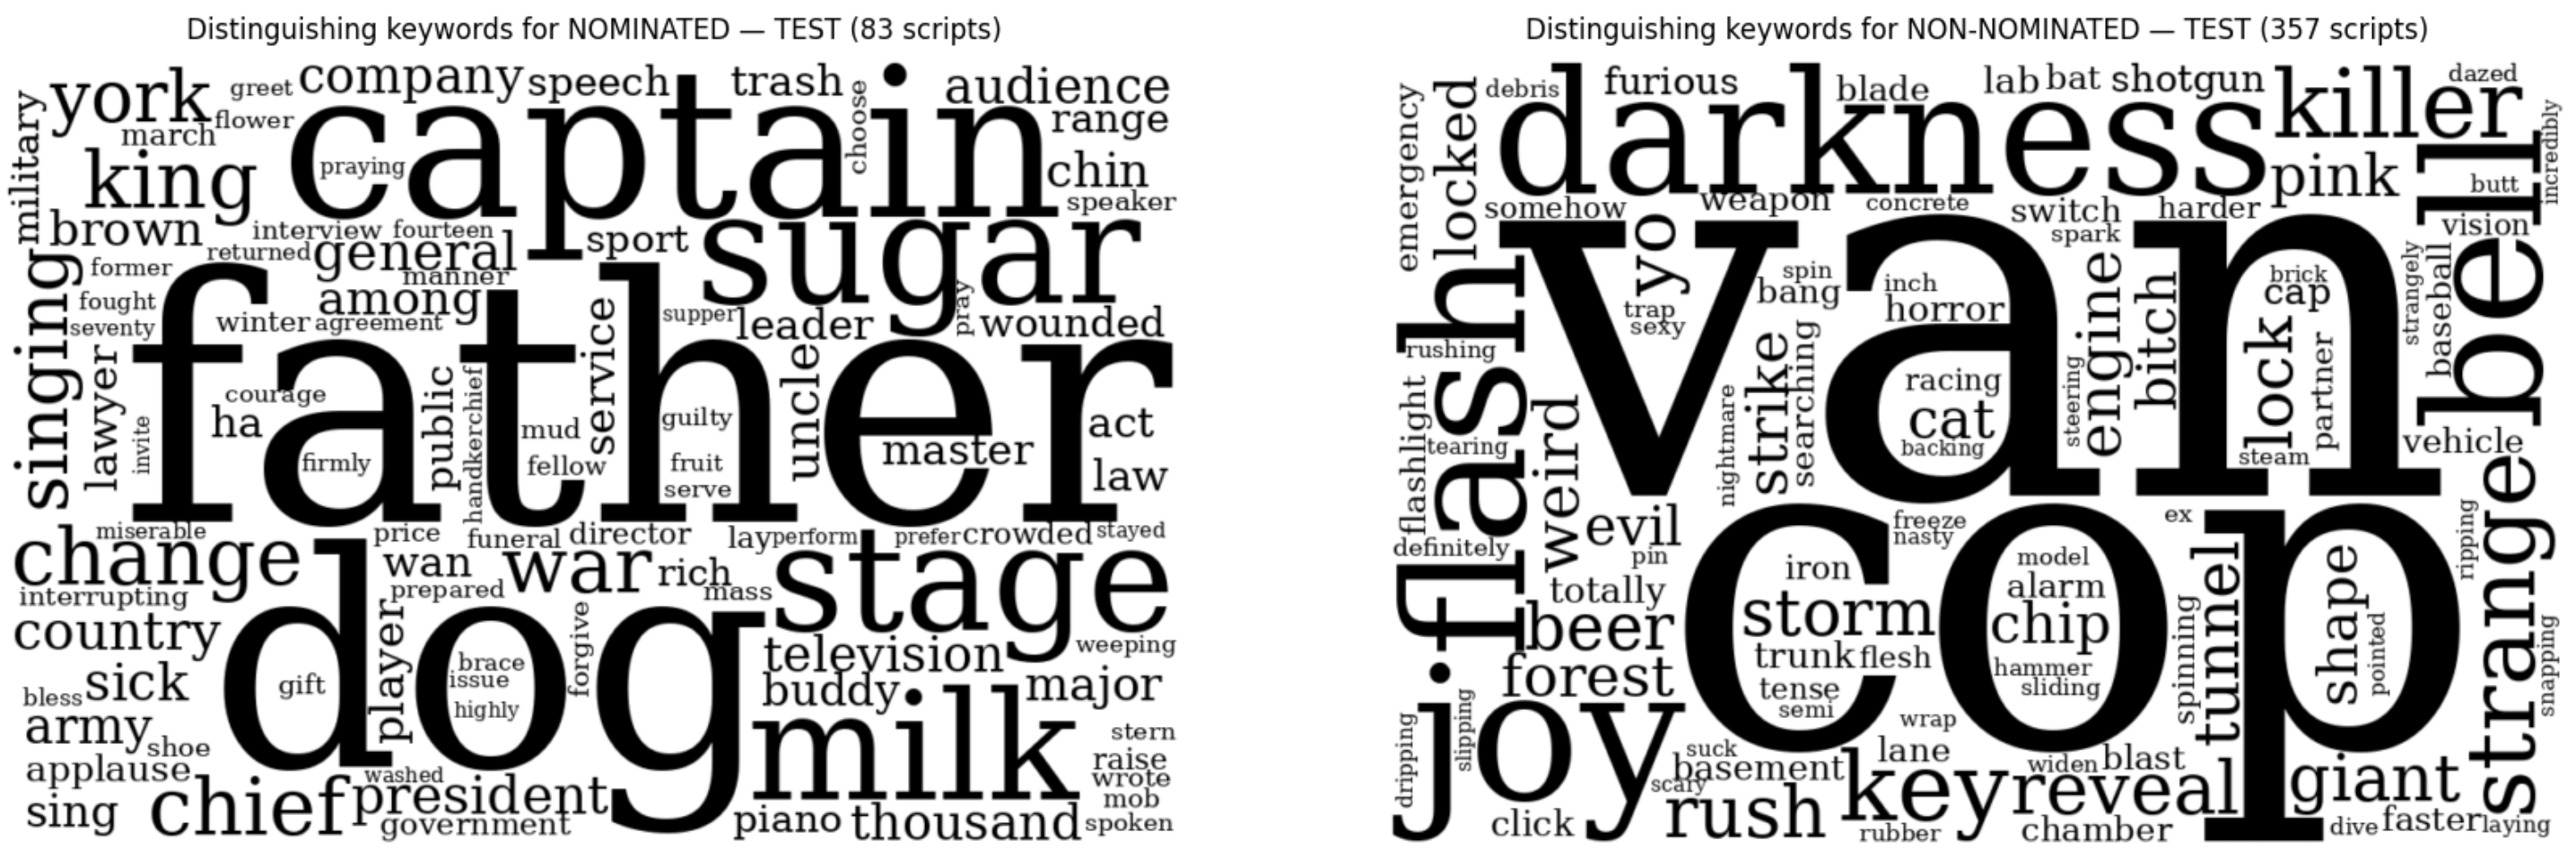 Distinguishing keywords for NOMINATED — TEST (83 scripts)
york
greet
company
speech
trash
audience
military
march
flower
captain
choose
range
king
praying
chin
speaker
brown
interview
fourteen
sport
sugar
returned
general
manner
former
among
fought
seventy
winter
agreement
supper
leader
pray
wounded
singing
lawyer
invite
father
courage
ha
firmly
public
handkerchief
mud
fellow
service
guilty
fruit
serve
uncle
master
act
law
miserable
price
funeral
director
lay
perform
prefer
crowded
stayed
change
wan
war
rich
mass
stage
interrupting
prepared
country
player
dog
forgive
television
weeping
sick
gift
brace
issue
highly
buddy
major
bless
army
shoe
milk
stern
raise
applause
washed
wrote
sing
chief
president
government
piano
thousand
mob
spoken
Distinguishing keywords for NON-NOMINATED — TEST (357 scripts)
emergency
locked
debris
furious
blade
lab
bat
shotgun
killer
dazed
incredibly
darkness
pink
butt
bell
somehow
weapon
concrete
switch
harder
vision
yo
spark
flash
van
trap
sexy
spin
bang
inch
horror
engine
bitch
brick
cap
strangely
baseball
rushing
strike
searching
racing
cat
backing
steering
lock
partner
steam
vehicle
flashlight
tearing
weird
nightmare
definitely
evil
pin
freeze
nasty
ex
ripping
strange
totally
beer
iron
storm
cop
model
alarm
chip
tunnel
shape
pointed
forest
trunk
flesh
tense
semi
hammer
sliding
spinning
snapping
joy
dripping
slipping
wrap
suck
basement
scary
lane
widen
blast
click
rush
key
rubber
reveal
chamber
giant
dive
faster
laying